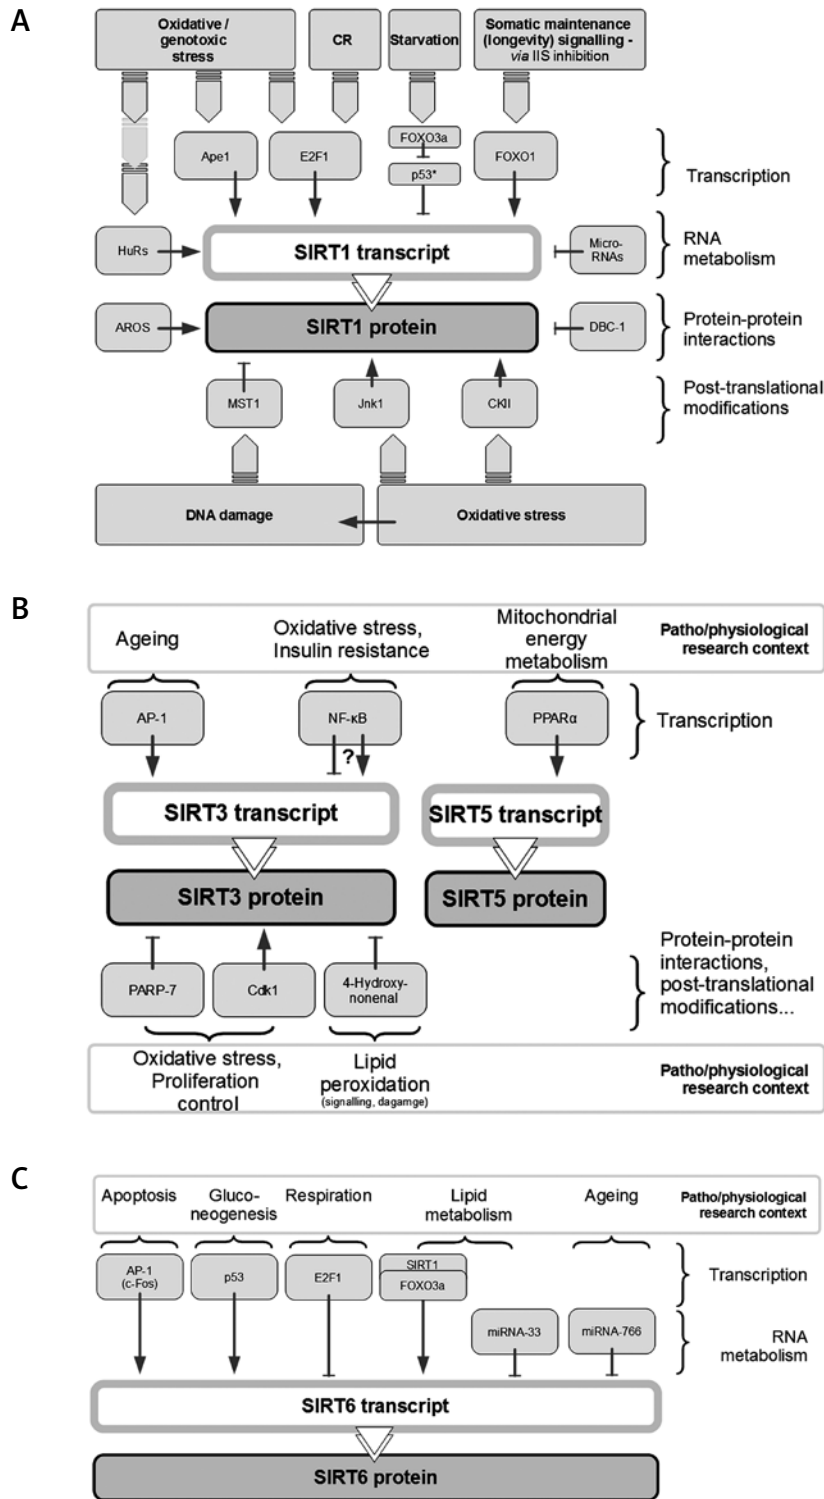 A
Oxidative /
genotoxic
stress
CR
Starvation
Somatic maintenance
(longevity) signalling -
via IIS inhibition
Ape1
E2F1
FOXO3a
p53*
FOXO1
Transcription
HuRs
SIRT1 transcript
Micro-
RNAs
RNA
metabolism
AROS
SIRT1 protein
DBC-1
Protein-protein
interactions
MST1
Jnk1
CKII
Post-translational
modifications
DNA damage
Oxidative stress
B
Ageing
Oxidative stress,
Insulin resistance
Mitochondrial
energy
metabolism
Patho/physiological
research context
AP-1
NF-κB
PPARα
Transcription
?
SIRT3 transcript
SIRT5 transcript
SIRT3 protein
SIRT5 protein
PARP-7
Cdk1
4-Hydroxy-
nonenal
Protein-protein
interactions,
post-translational
modifications...
Oxidative stress,
Proliferation
control
Lipid
peroxidation
(signalling, dagamge)
Patho/physiological
research context
C
Apoptosis
Gluco-
neogenesis
Respiration
Lipid
metabolism
Ageing
Patho/physiological
research context
AP-1
(c-Fos)
p53
E2F1
SIRT1
FOXO3a
Transcription
miRNA-33
miRNA-766
RNA
metabolism
SIRT6 transcript
SIRT6 protein